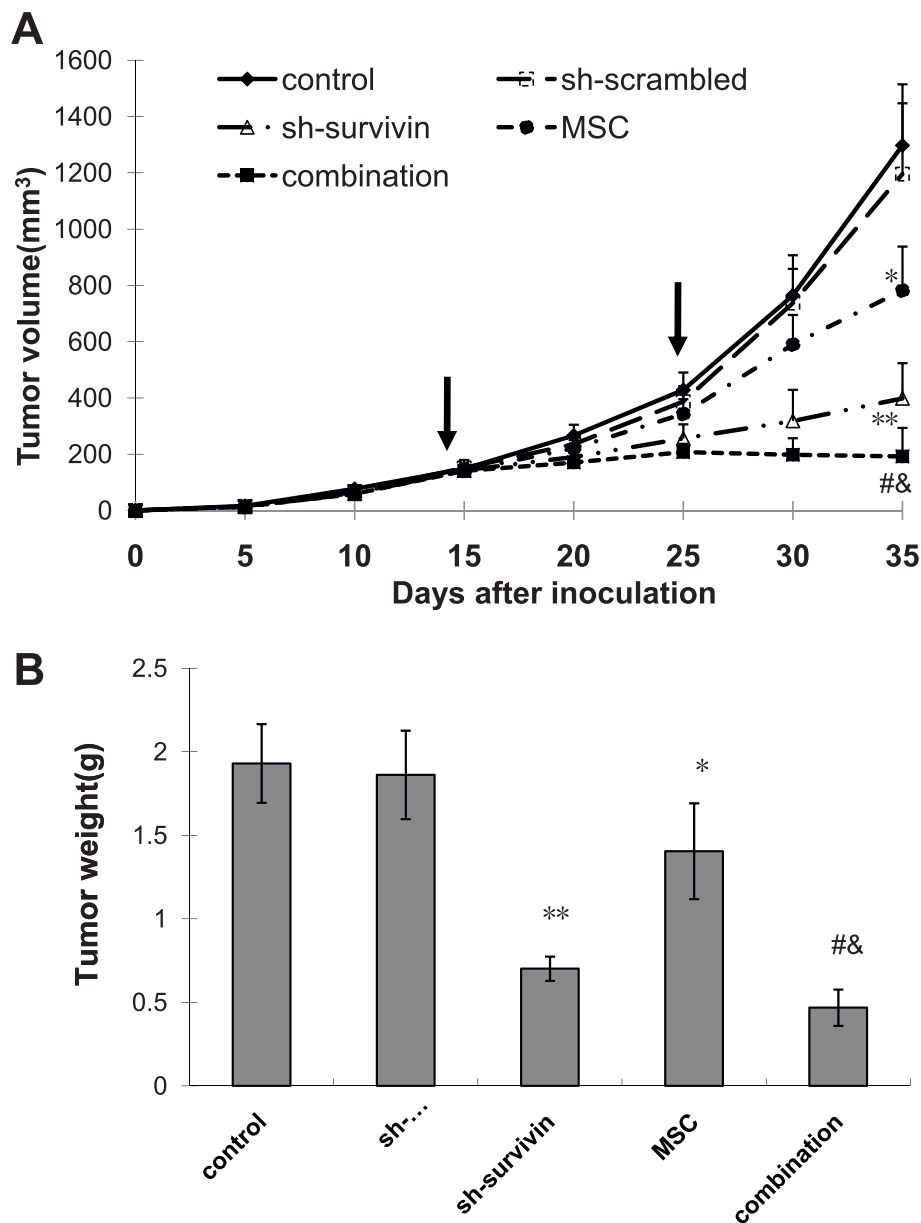 A
1600
1400
1200
1000
800
600
400
200
0
Tumor volume(mm³)
control
sh-scrambled
sh-survivin
MSC
combination
*
**
#&
0 5 10 15 20 25 30 35
Days after inoculation
B
2.5
2
1.5
1
0.5
0
Tumor weight(g)
**
*
#&
control
sh-...
sh-survivin
MSC
combination